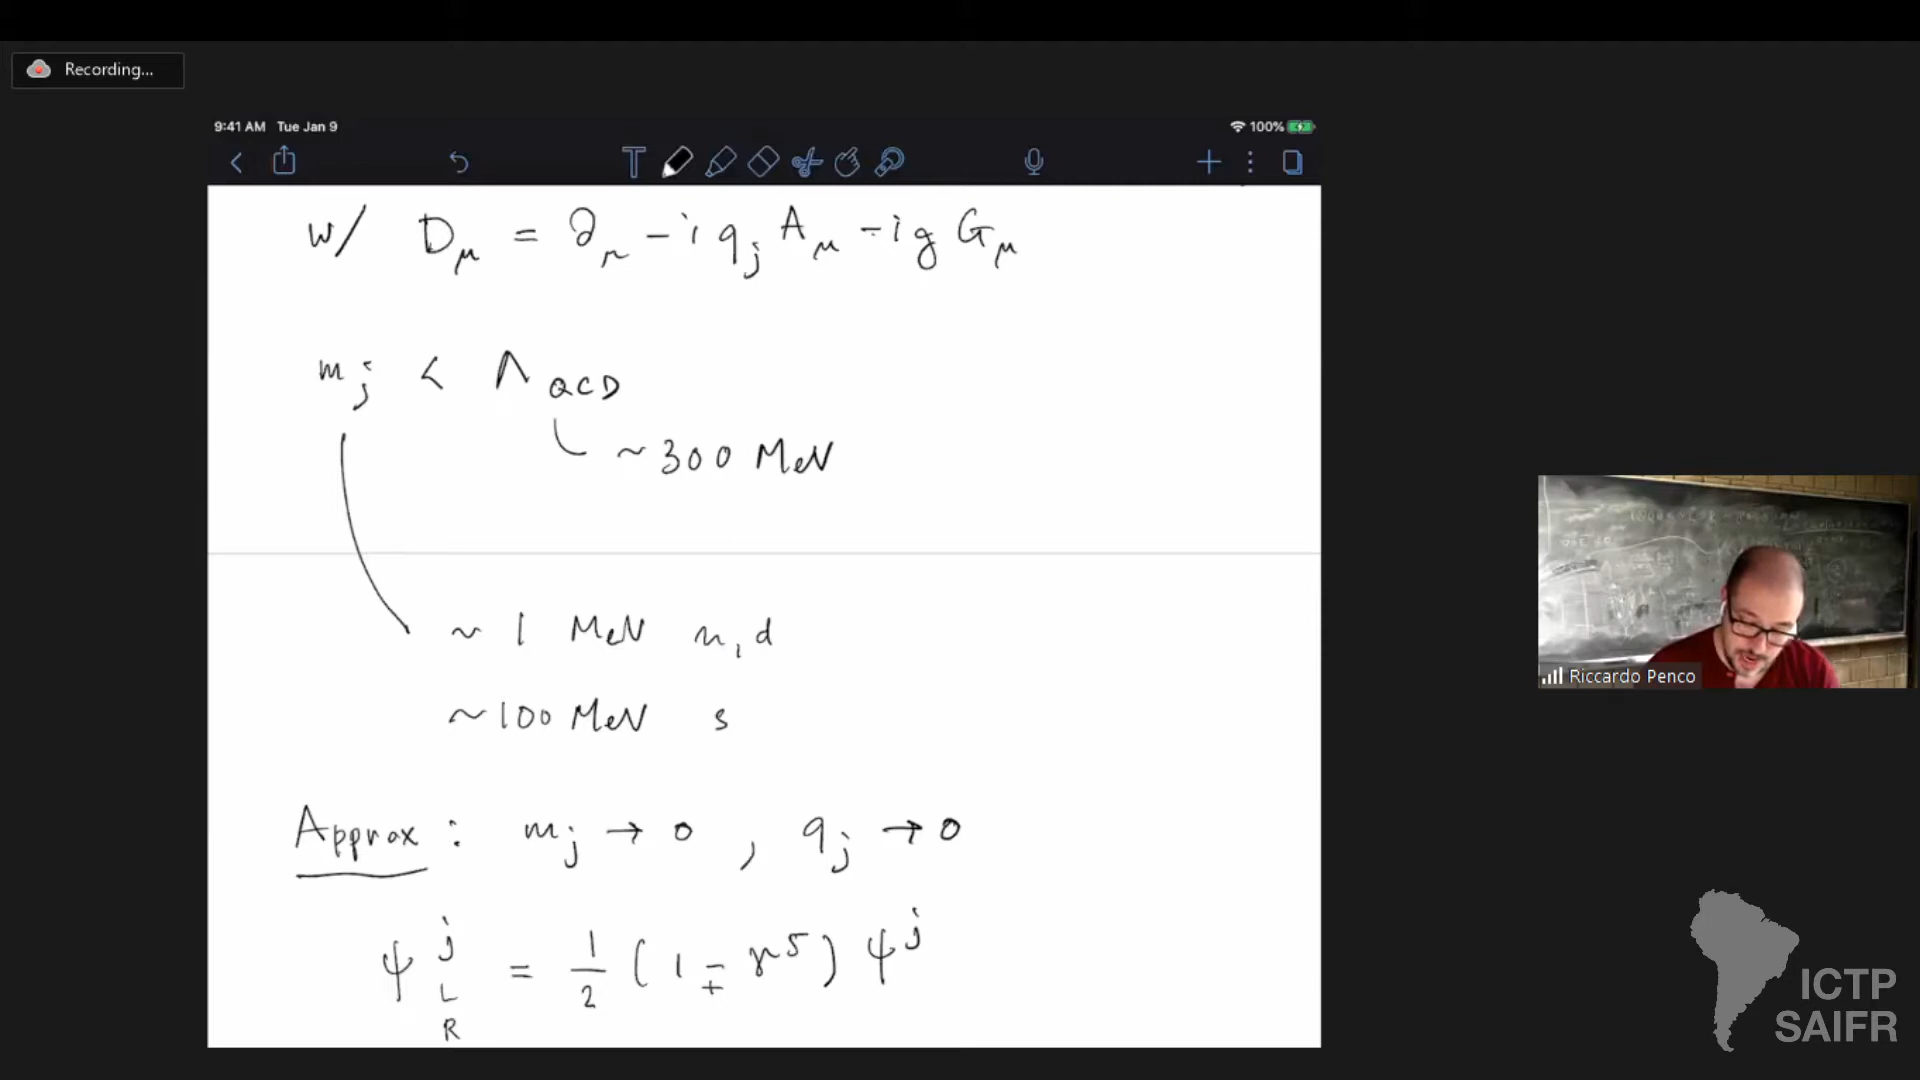 Recording...
9:41 AM Tue Jan 9
100%
w/ D_μ = ∂_μ - i q_j A_μ - i g G_μ
m_j < Λ_QCD
~ 300 MeV
~ 1 MeV u, d
~ 100 MeV s
Approx : m_j → 0 , q_j → 0
ψ^j_{L R} = 1/2 (1 ∓ γ^5) ψ^j
Riccardo Penco
ICTP
SAIFR